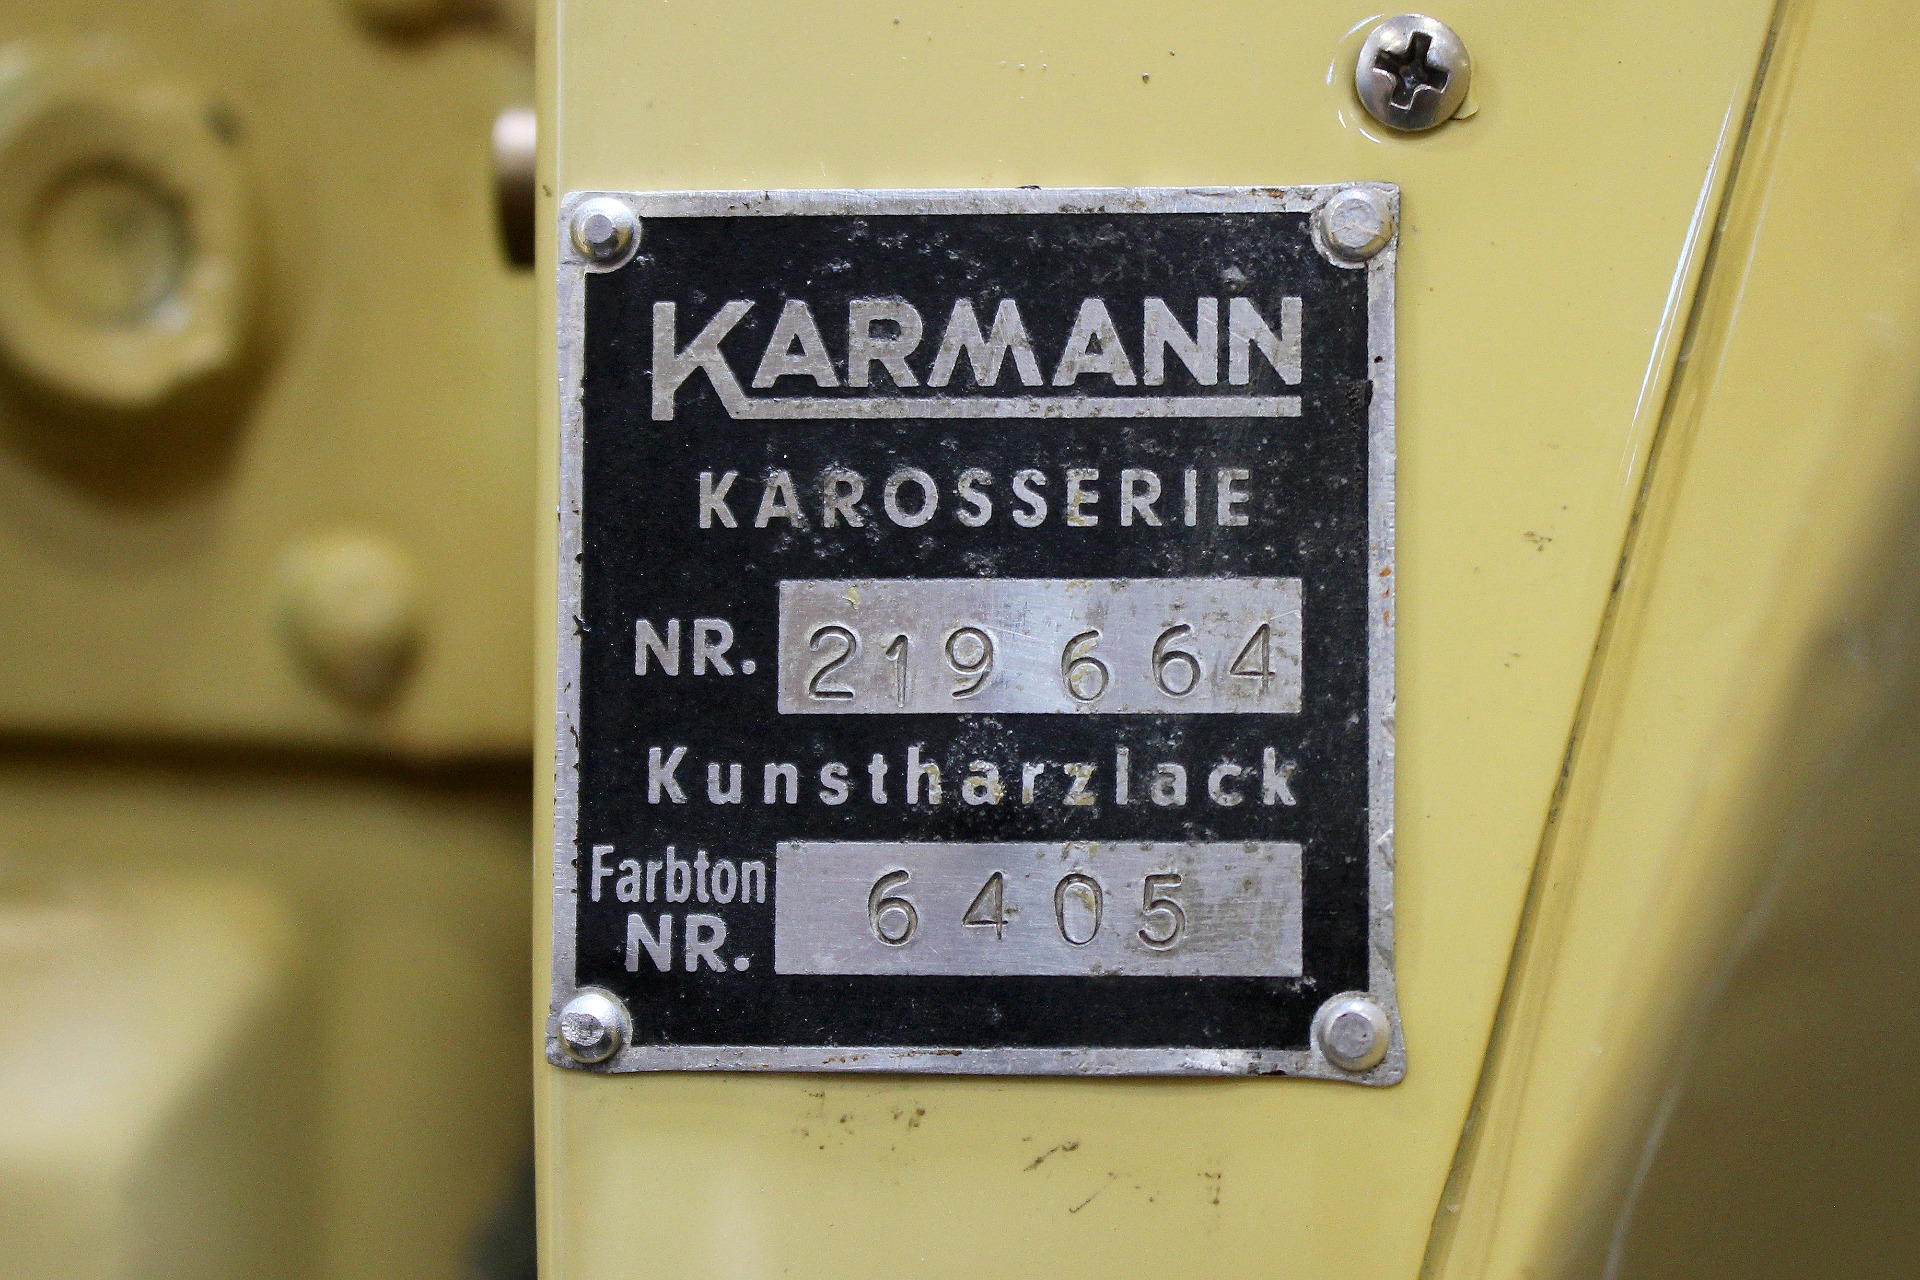 KARMANN
KAROSSERIE
NR. 219 664
Kunstharzlack
Farbton
NR. 6405